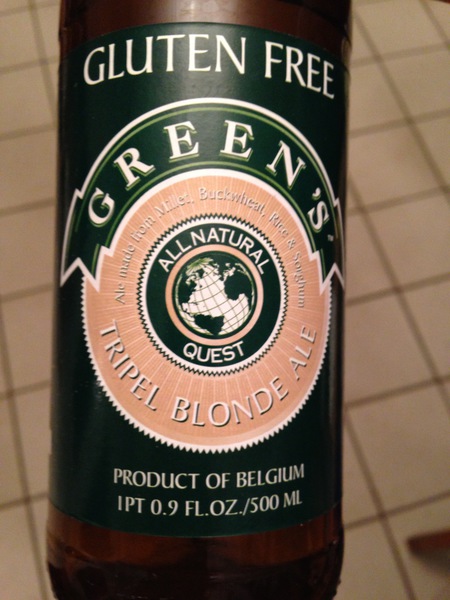 GLUTEN FREE
GREEN'S™
Ale made from Millet, Buckwheat, Rice & Sorghum
ALL NATURAL
QUEST
TRIPEL BLONDE ALE
PRODUCT OF BELGIUM
1PT 0.9 FL.OZ./500 ML